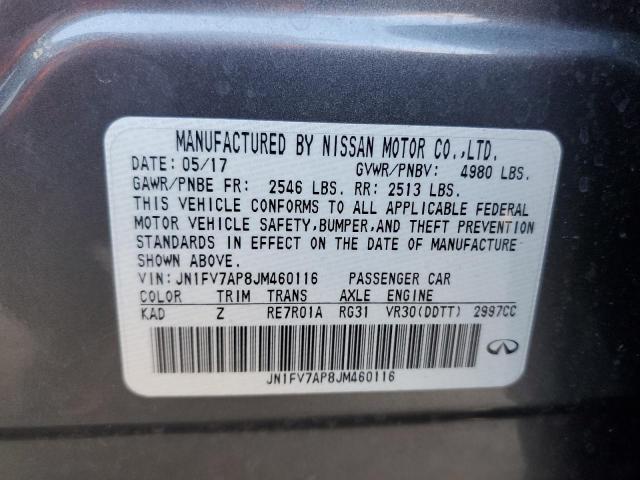 MANUFACTURED BY NISSAN MOTOR CO.,LTD.
DATE: 05/17 GVWR/PNBV: 4980 LBS.
GAWR/PNBE FR: 2546 LBS. RR: 2513 LBS.
THIS VEHICLE CONFORMS TO ALL APPLICABLE FEDERAL
MOTOR VEHICLE SAFETY,BUMPER,AND THEFT PREVENTION
STANDARDS IN EFFECT ON THE DATE OF MANUFACTURE
SHOWN ABOVE.
VIN: JN1FV7AP8JM460116 PASSENGER CAR
COLOR TRIM TRANS AXLE ENGINE
KAD Z RE7R01A RG31 VR30(DDTT) 2997CC
JN1FV7AP8JM460116